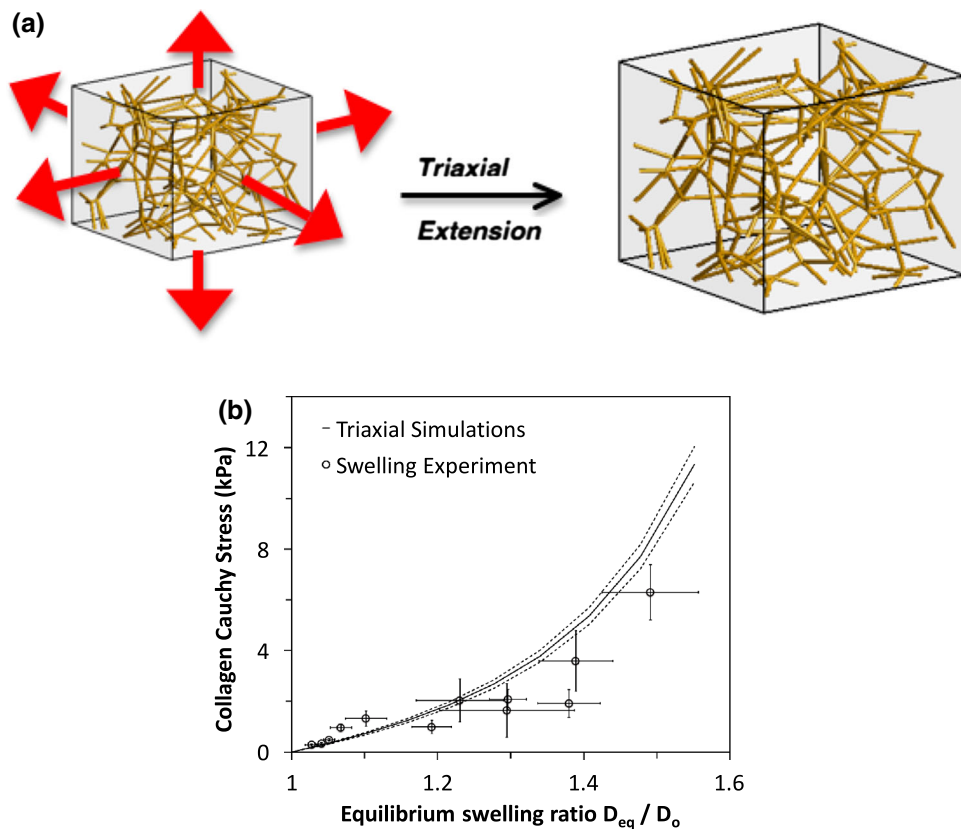 (a)
Triaxial
Extension
(b)
12
8
4
0
Collagen Cauchy Stress (kPa)
– Triaxial Simulations
Swelling Experiment
1
1.2
1.4
1.6
Equilibrium swelling ratio Deq / Do